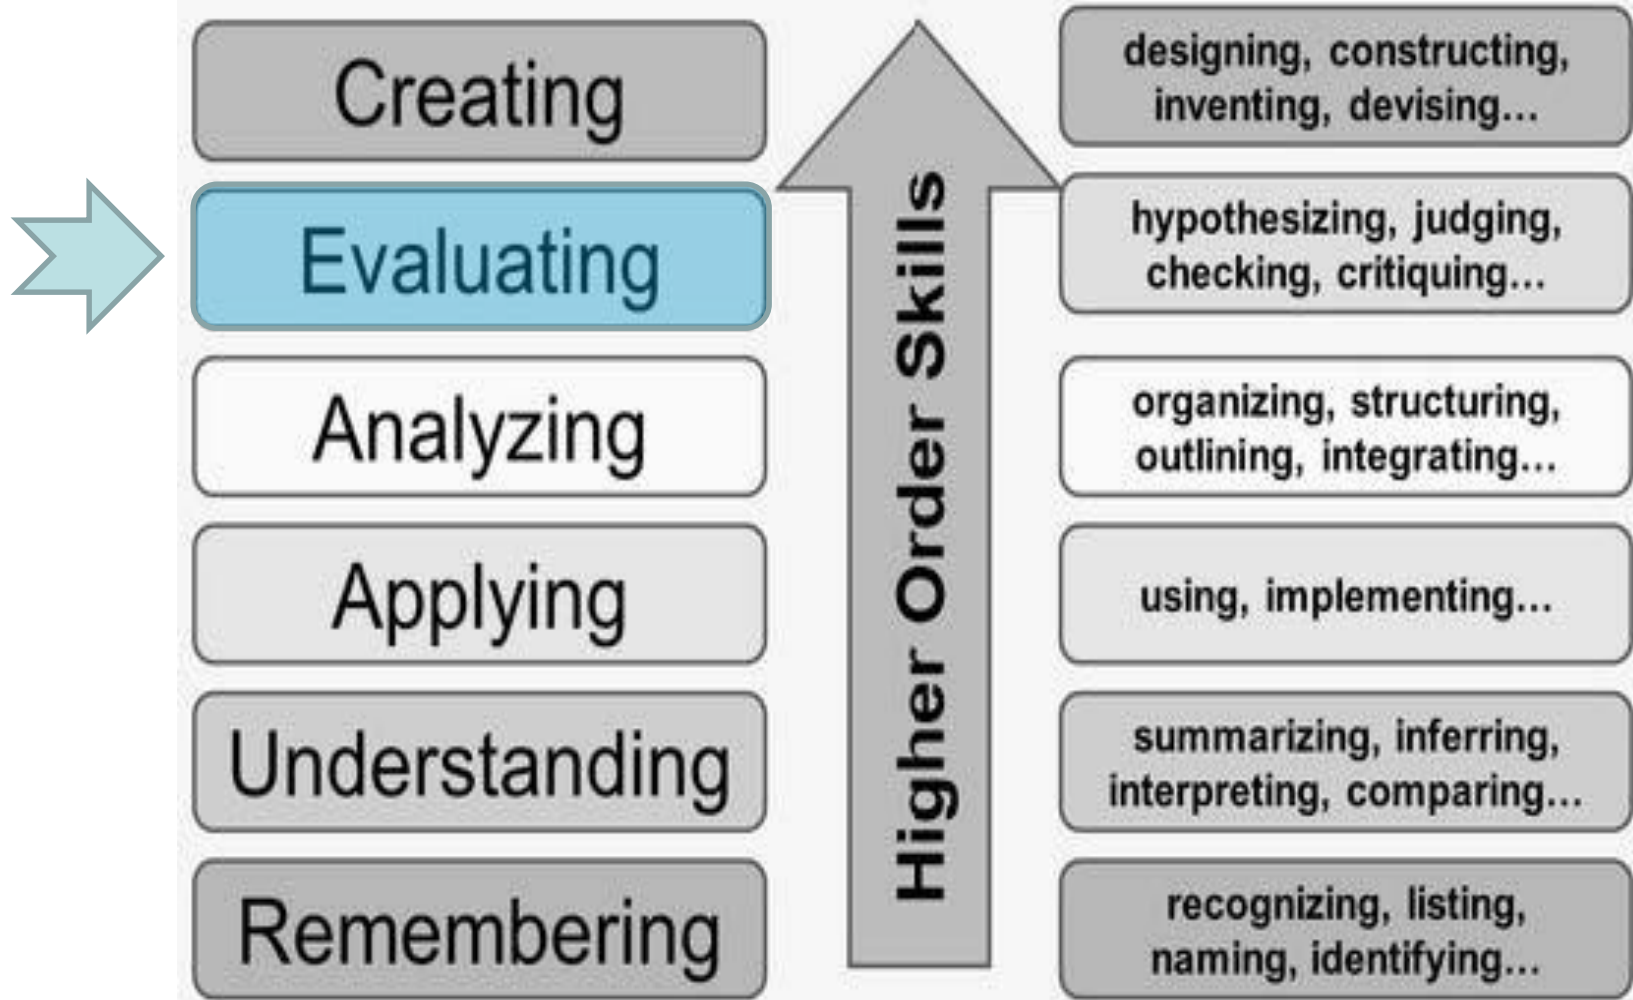 Creating
designing, constructing,
inventing, devising...
Evaluating
hypothesizing, judging,
checking, critiquing...
Analyzing
organizing, structuring,
outlining, integrating...
Applying
using, implementing...
Understanding
summarizing, inferring,
interpreting, comparing...
Remembering
recognizing, listing,
naming, identifying...
Higher Order Skills